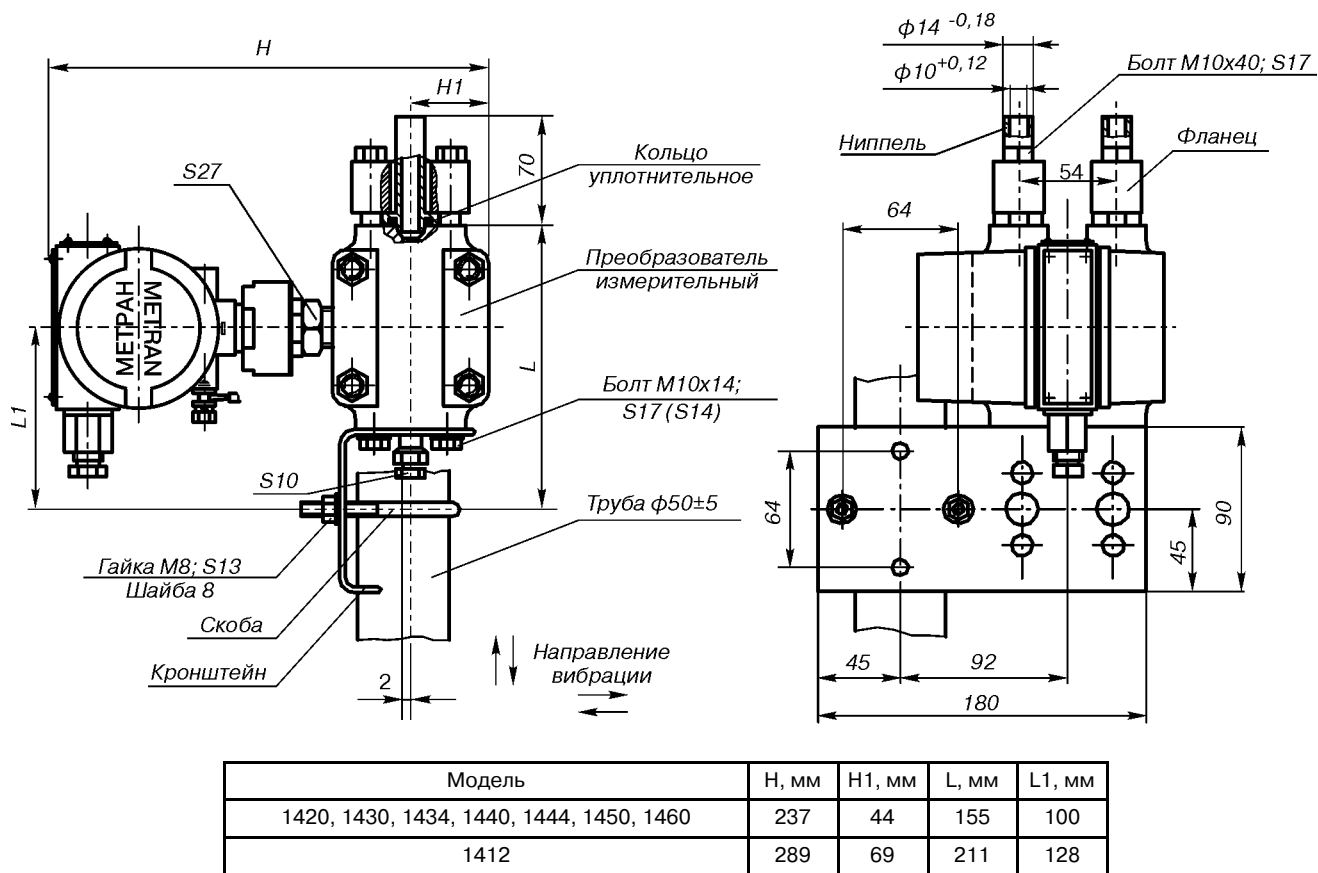 H
H1
70
S27
Кольцо
уплотнительное
Преобразователь
измерительный
МЕТРАН
METRAN
L
L1
Болт М10х14;
S17 (S14)
S10
Труба ϕ50±5
Гайка М8; S13
Шайба 8
Скоба
Кронштейн
2
Направление
вибрации
ϕ14 -0,18
ϕ10+0,12
Болт М10х40; S17
Ниппель
Фланец
54
64
64
90
45
45
92
180
Модель H, мм H1, мм L, мм L1, мм
1420, 1430, 1434, 1440, 1444, 1450, 1460 237 44 155 100
1412 289 69 211 128